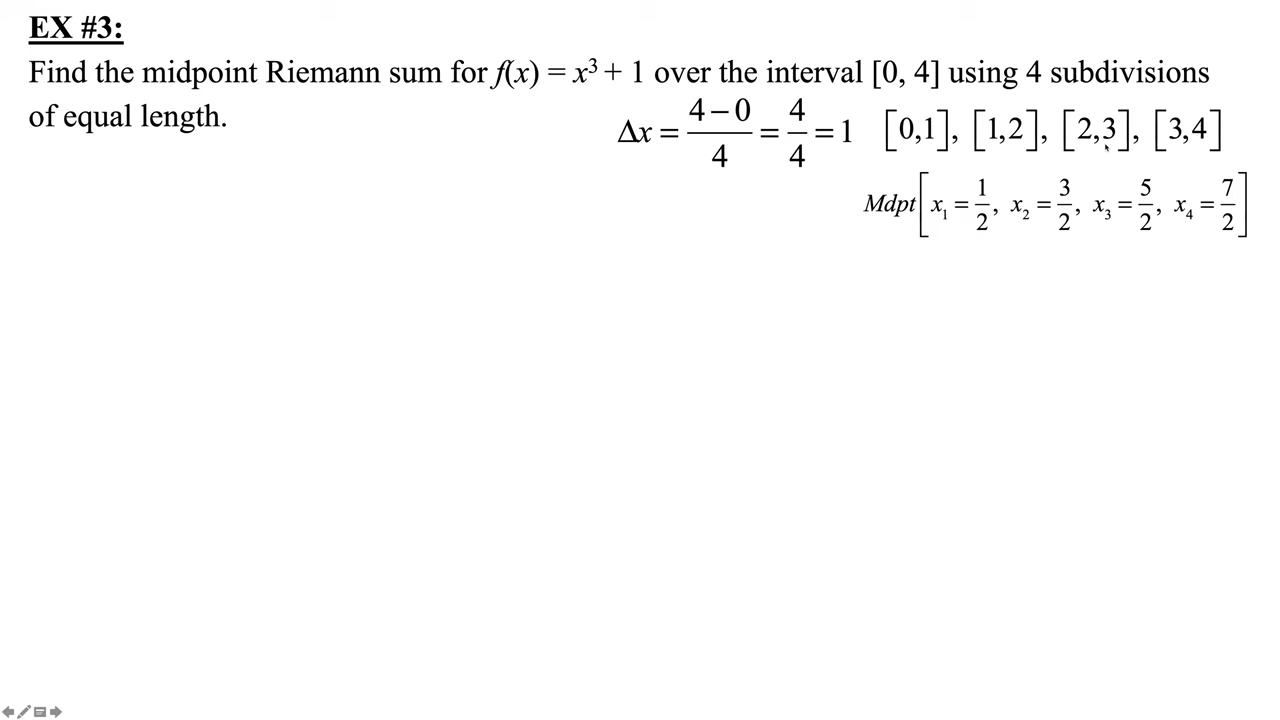 EX #3:
Find the midpoint Riemann sum for f(x) = x³ + 1 over the interval [0, 4] using 4 subdivisions
of equal length.
Δx = (4 − 0)/4 = 4/4 = 1 [0,1], [1,2], [2,3], [3,4]
Mdpt[x₁ = 1/2, x₂ = 3/2, x₃ = 5/2, x₄ = 7/2]